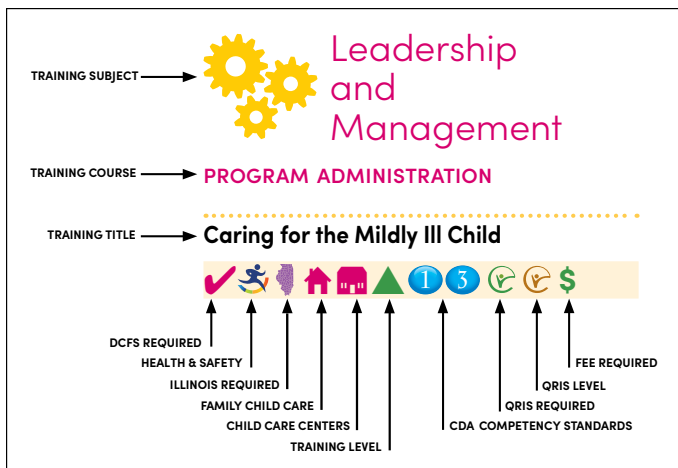 Leadership
and
Management
TRAINING SUBJECT
TRAINING COURSE
PROGRAM ADMINISTRATION
TRAINING TITLE
Caring for the Mildly Ill Child
1 3 $
DCFS REQUIRED
HEALTH & SAFETY
ILLINOIS REQUIRED
FAMILY CHILD CARE
CHILD CARE CENTERS
TRAINING LEVEL
FEE REQUIRED
QRIS LEVEL
QRIS REQUIRED
CDA COMPETENCY STANDARDS